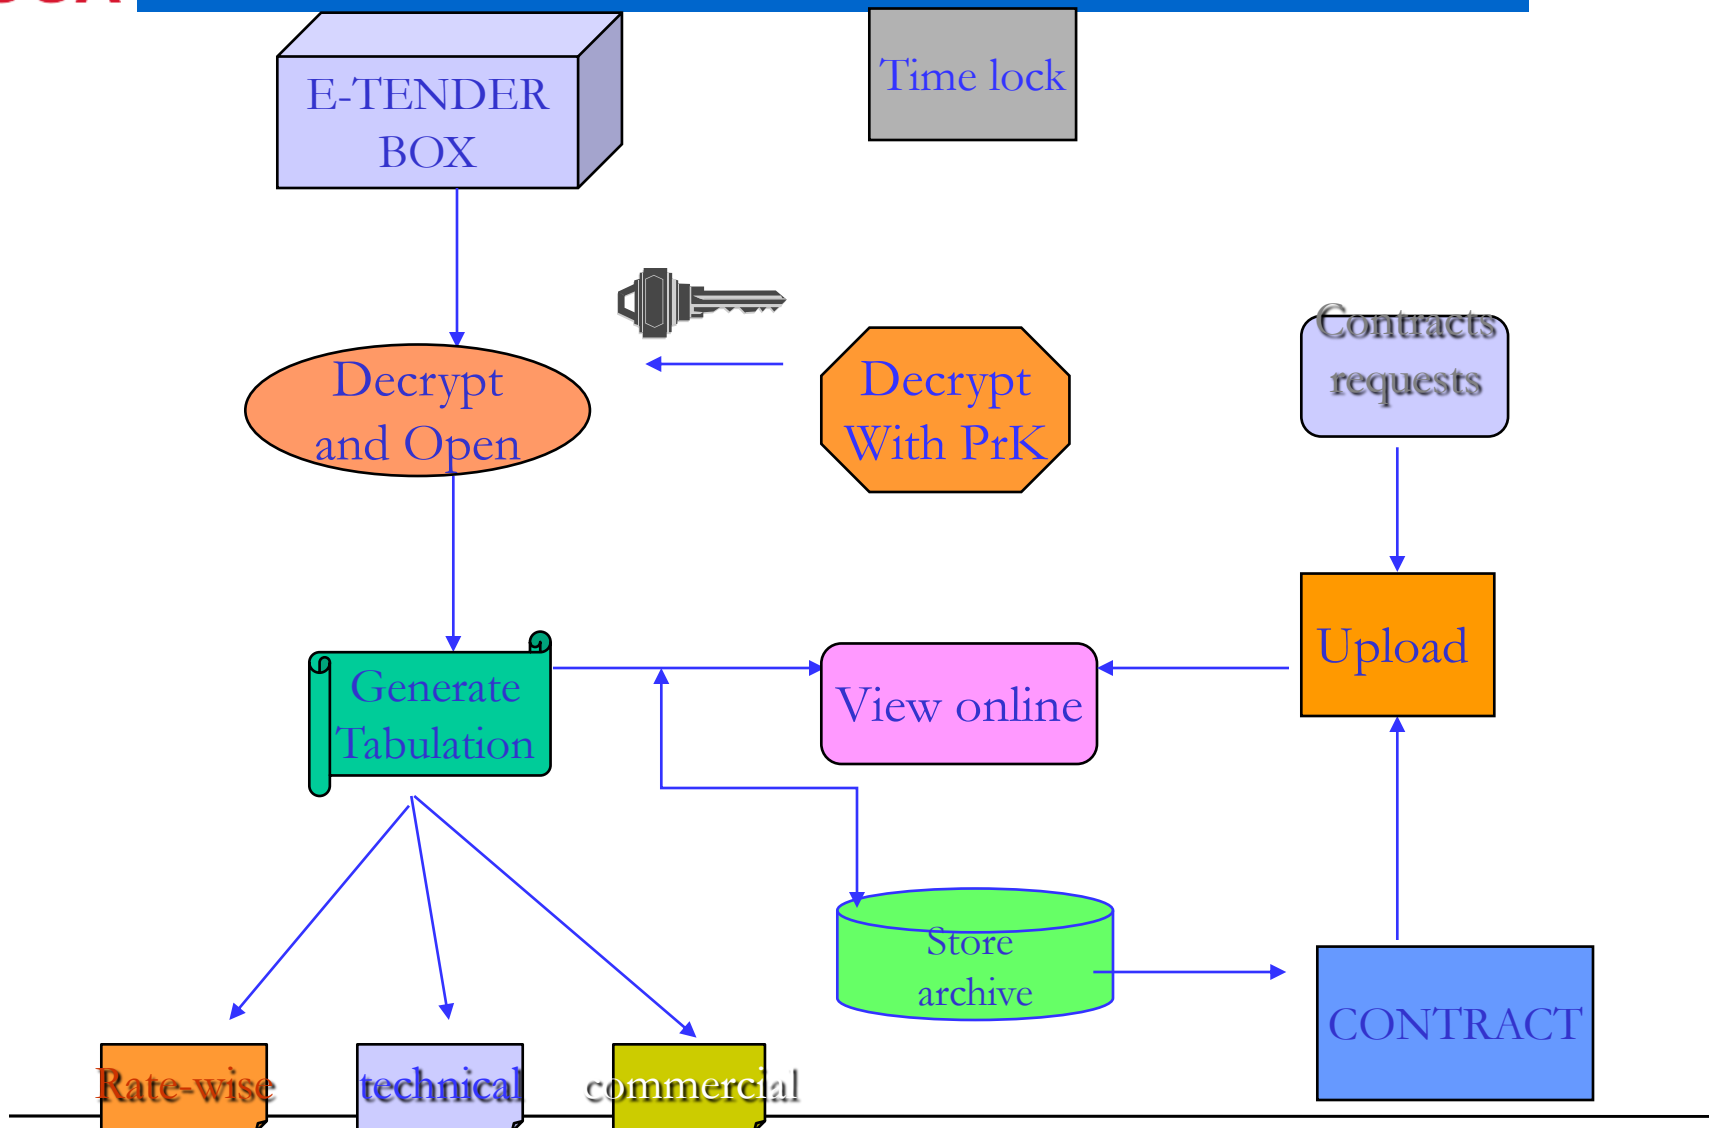 E-TENDER
BOX
Time lock
Decrypt
and Open
Decrypt
With PrK
Contracts
requests
Generate
Tabulation
View online
Upload
Store
archive
CONTRACT
Rate-wise
technical
commercial